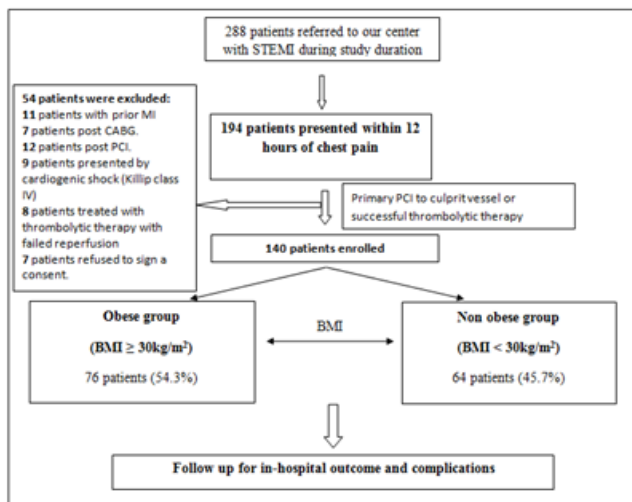 288 patients referred to our center
with STEMI during study duration
54 patients were excluded:
11 patients with prior MI
7 patients post CABG.
12 patients post PCI.
9 patients presented by
cardiogenic shock (Killip class
IV)
8 patients treated with
thrombolytic therapy with
failed reperfusion
7 patients refused to sign a
consent.
194 patients presented within 12
hours of chest pain
Primary PCI to culprit vessel or
successful thrombolytic therapy
140 patients enrolled
Obese group
(BMI ≥ 30kg/m²)
76 patients (54.3%)
BMI
Non obese group
(BMI < 30kg/m²)
64 patients (45.7%)
Follow up for in-hospital outcome and complications